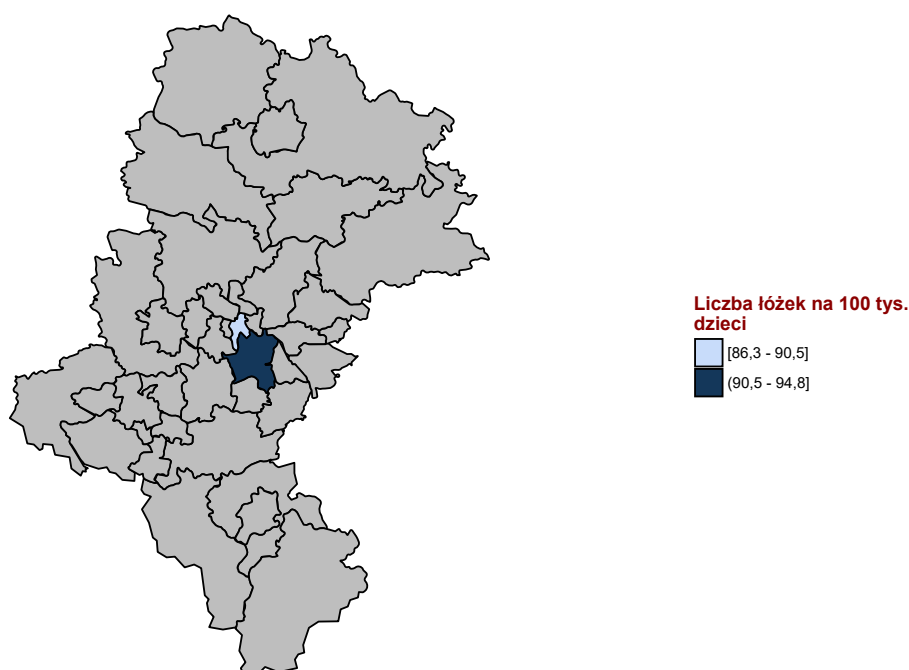 Liczba łóżek na 100 tys.
dzieci
[86,3 - 90,5]
(90,5 - 94,8]